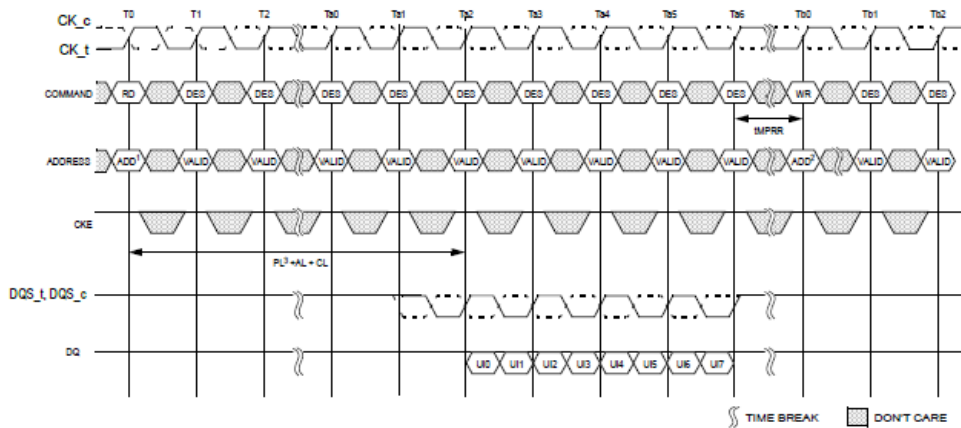 T0 T1 T2 Ta0 Ta1 Ta2 Ta3 Ta4 Ta5 Ta6 Tb0 Tb1 Tb2
CK_c
CK_t
COMMAND RD DES DES DES DES DES DES DES DES DES WR DES DES
tMPRR
ADDRESS ADD1 VALID VALID VALID VALID VALID VALID VALID VALID VALID ADD2 VALID VALID
CKE
PL3 +AL + CL
DQS_t, DQS_c
DQ UI0 UI1 UI2 UI3 UI4 UI5 UI6 UI7
TIME BREAK DON'T CARE